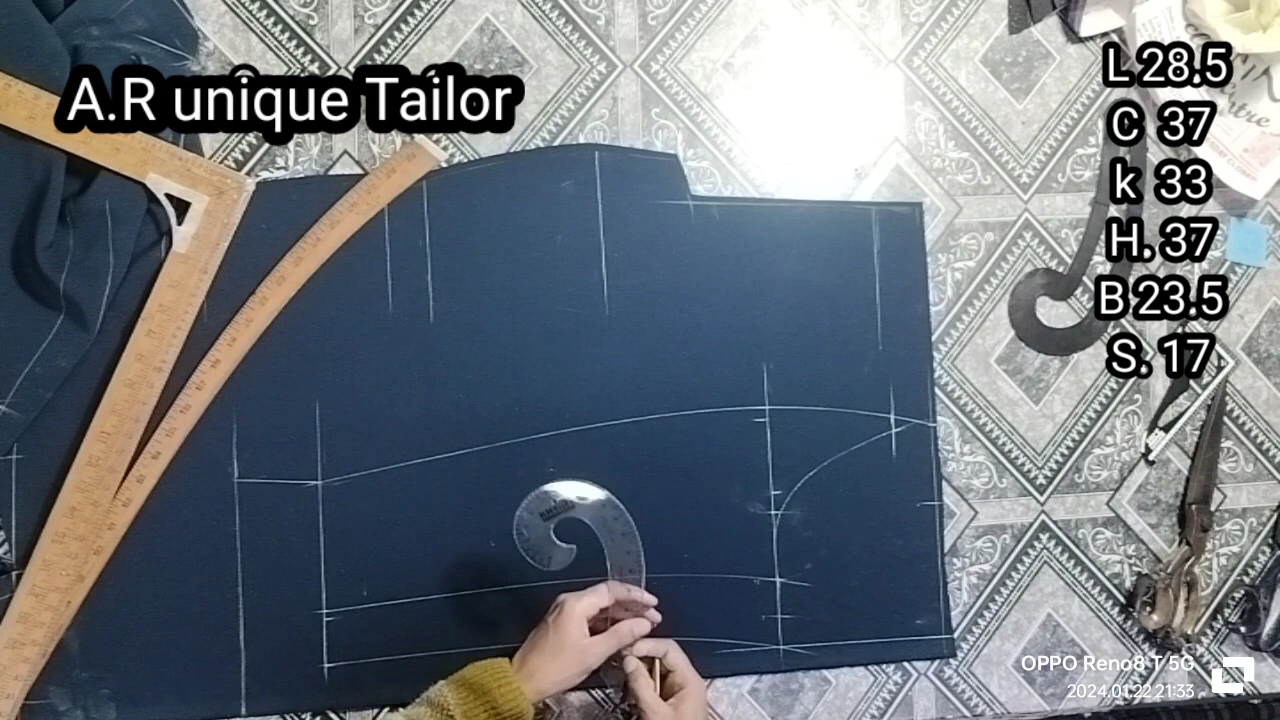 A.R unique Tailor
L 28.5
C 37
k 33
H. 37
B 23.5
S. 17
OPPO Reno8 T 5G
2024.01.22 21:33